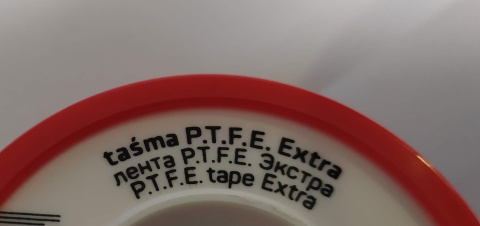 taśma P.T.F.E. Extra
лента P.T.F.E. Экстра
P.T.F.E. tape Extra